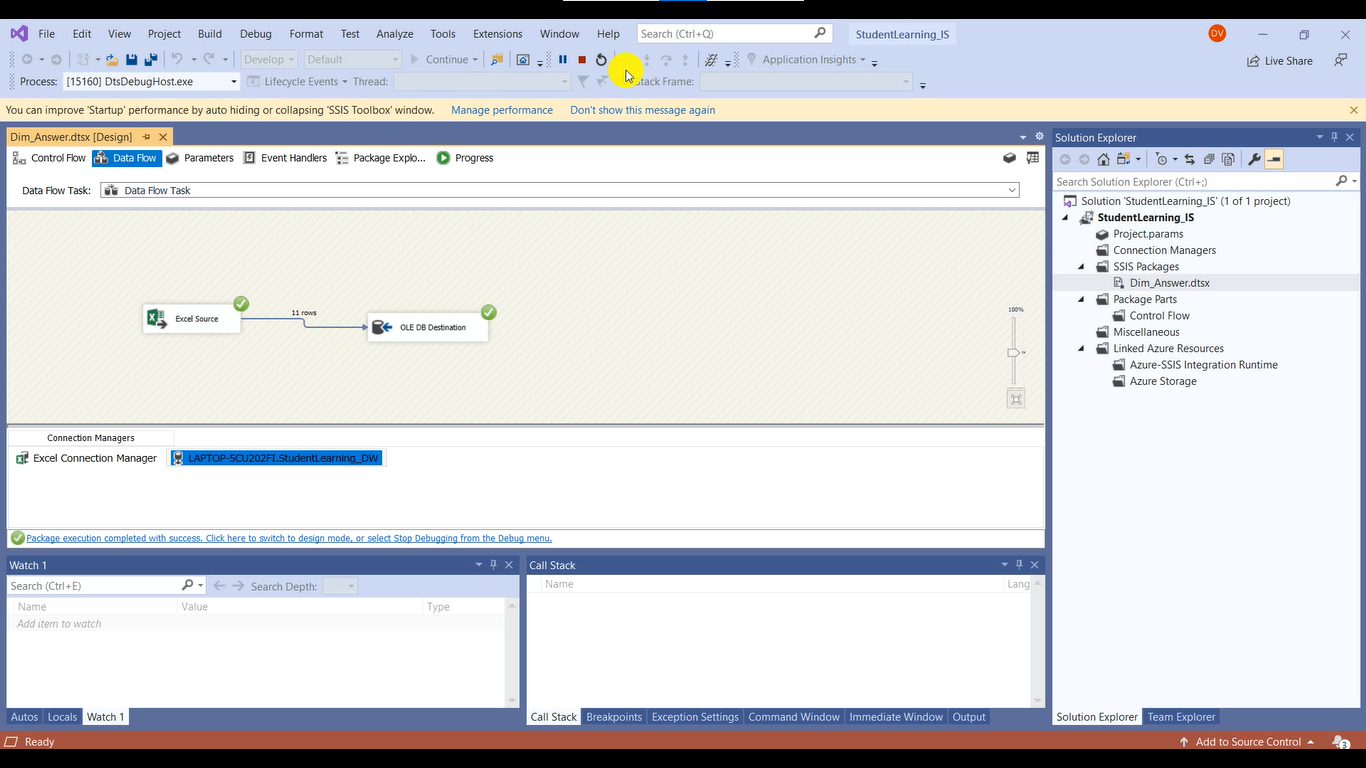 File Edit View Project Build Debug Format Test Analyze Tools Extensions Window Help Search (Ctrl+Q) StudentLearning_IS DV
Develop Default Continue Application Insights Live Share
Process: [15160] DtsDebugHost.exe Lifecycle Events Thread: Stack Frame:
You can improve 'Startup' performance by auto hiding or collapsing 'SSIS Toolbox' window. Manage performance Don't show this message again
Dim_Answer.dtsx [Design]
Control Flow Data Flow Parameters Event Handlers Package Explo... Progress
Data Flow Task: Data Flow Task
Excel Source
11 rows
OLE DB Destination
100%
Connection Managers
Excel Connection Manager LAPTOP-5CU202FI.StudentLearning_DW
Package execution completed with success. Click here to switch to design mode, or select Stop Debugging from the Debug menu.
Watch 1
Search (Ctrl+E) Search Depth:
Name Value Type
Add item to watch
Autos Locals Watch 1
Call Stack
Name Lang
Call Stack Breakpoints Exception Settings Command Window Immediate Window Output
Solution Explorer
Search Solution Explorer (Ctrl+;)
Solution 'StudentLearning_IS' (1 of 1 project)
StudentLearning_IS
Project.params
Connection Managers
SSIS Packages
Dim_Answer.dtsx
Package Parts
Control Flow
Miscellaneous
Linked Azure Resources
Azure-SSIS Integration Runtime
Azure Storage
Solution Explorer Team Explorer
Ready Add to Source Control 3